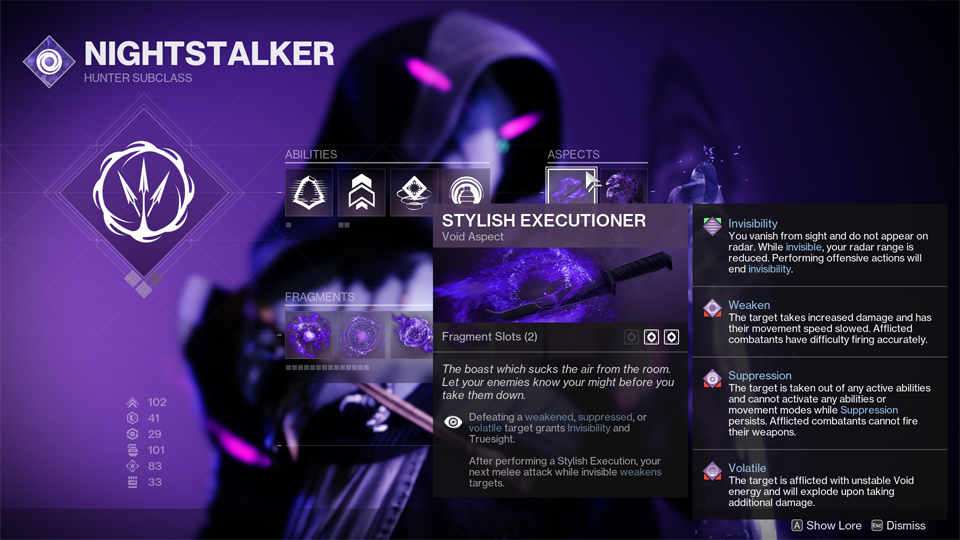 NIGHTSTALKER
HUNTER SUBCLASS
ABILITIES
ASPECTS
STYLISH EXECUTIONER
Void Aspect
FRAGMENTS
Fragment Slots (2)
The boast which sucks the air from the room.
Let your enemies know your might before you
take them down.
Defeating a weakened, suppressed, or
volatile target grants Invisibility and
Truesight.
After performing a Stylish Execution, your
next melee attack while invisible weakens
targets.
Invisibility
You vanish from sight and do not appear on
radar. While invisible, your radar range is
reduced. Performing offensive actions will
end invisibility.
Weaken
The target takes increased damage and has
their movement speed slowed. Afflicted
combatants have difficulty firing accurately.
Suppression
The target is taken out of any active abilities
and cannot activate any abilities or
movement modes while Suppression
persists. Afflicted combatants cannot fire
their weapons.
Volatile
The target is afflicted with unstable Void
energy and will explode upon taking
additional damage.
102
41
29
101
83
33
A Show Lore Esc Dismiss